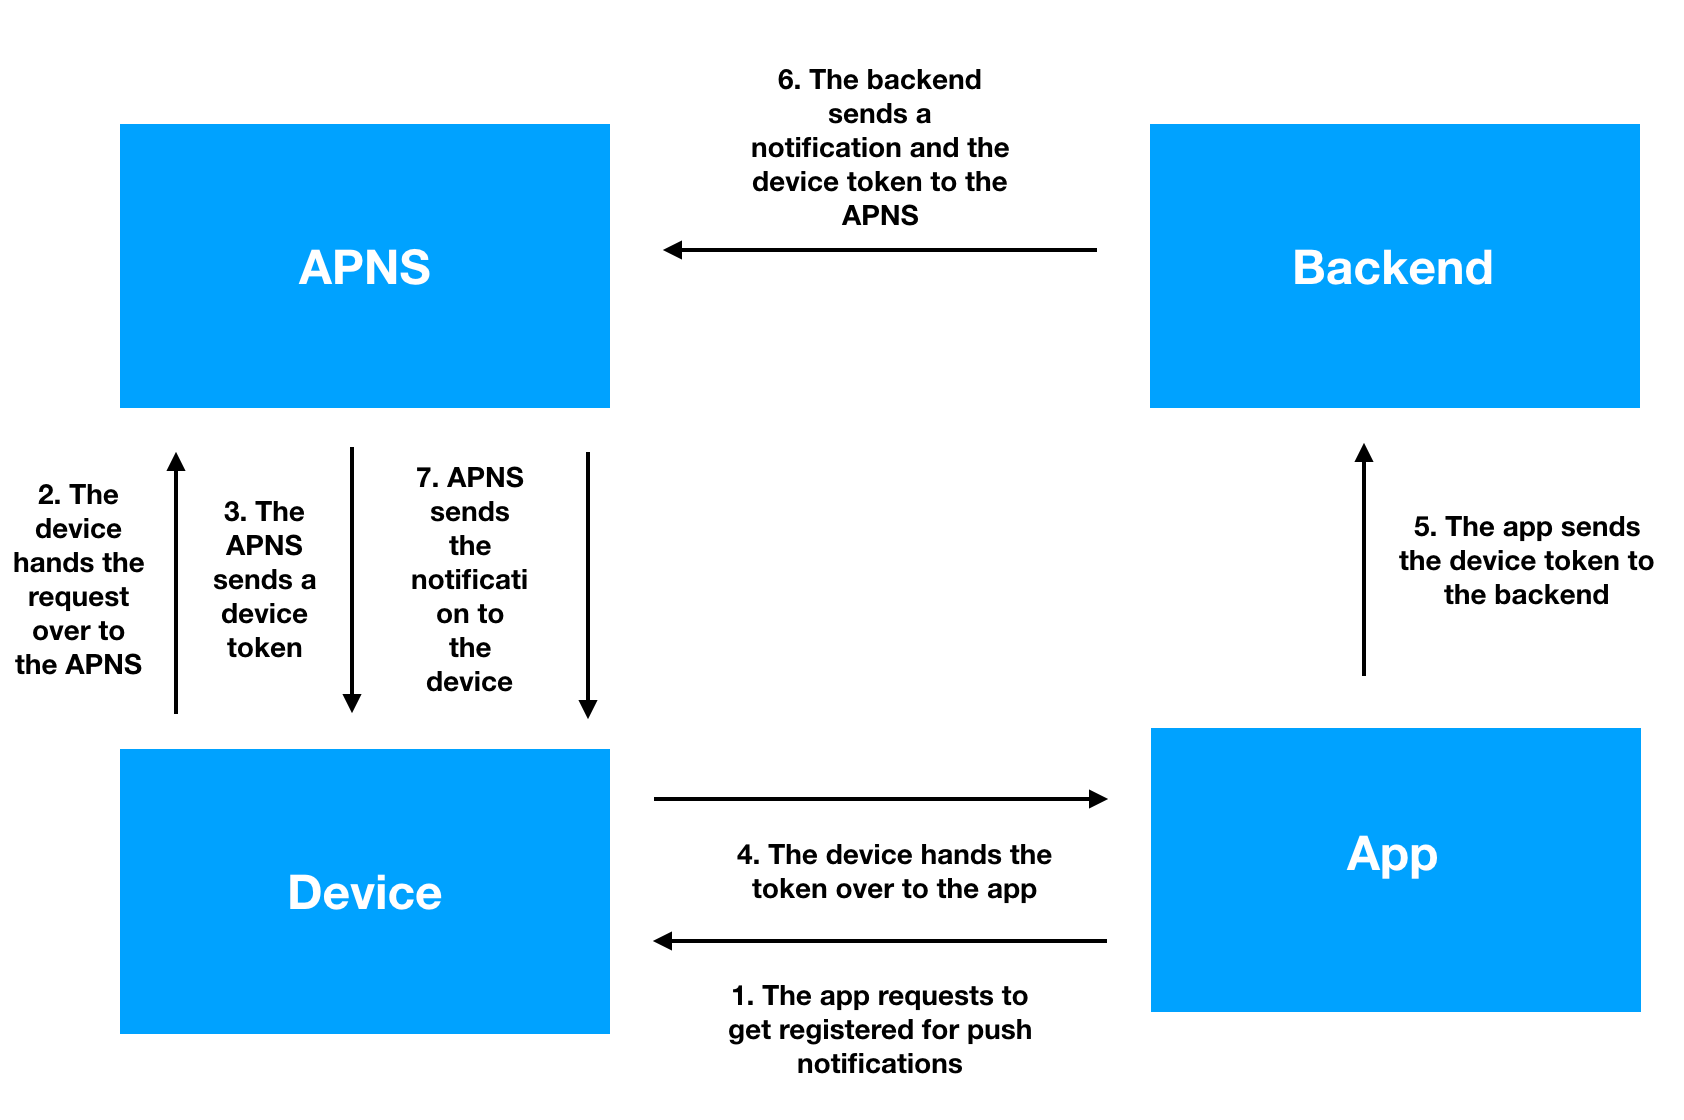 6. The backend
sends a
notification and the
device token to the
APNS
APNS
Backend
2. The
device
hands the
request
over to
the APNS
3. The
APNS
sends a
device
token
7. APNS
sends
the
notificati
on to
the
device
5. The app sends
the device token to
the backend
Device
4. The device hands the
token over to the app
App
1. The app requests to
get registered for push
notifications